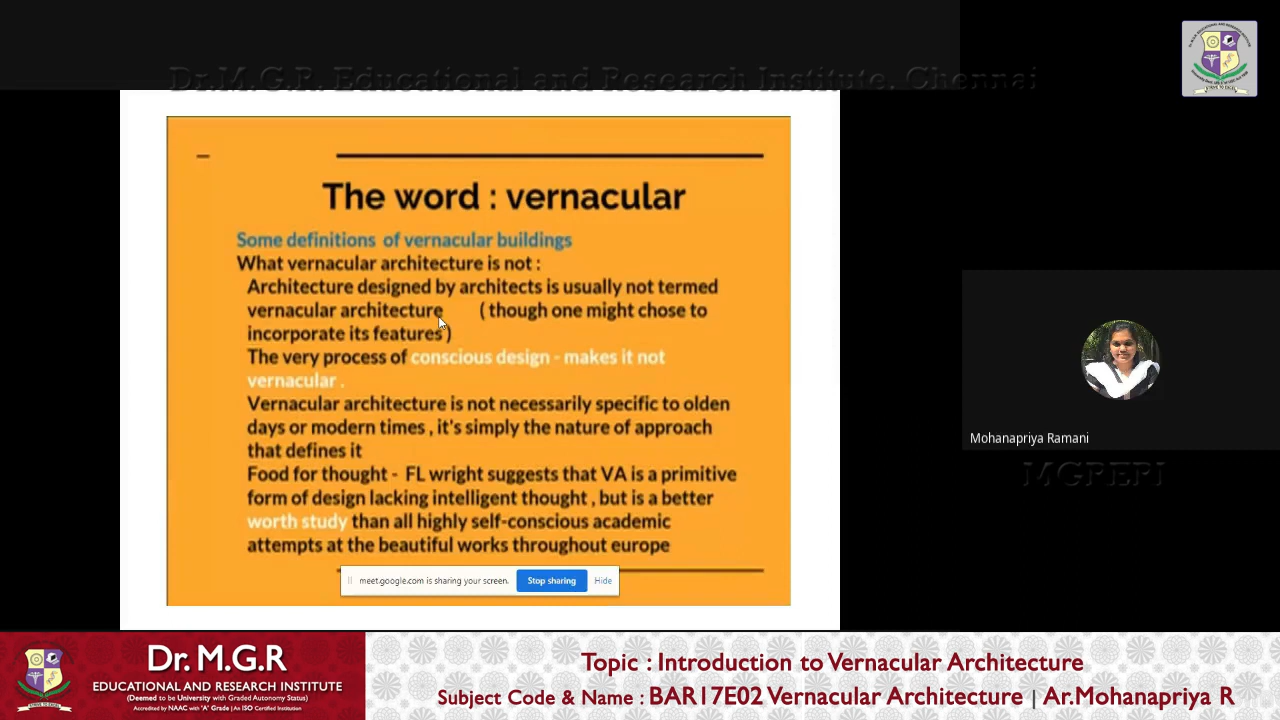 Dr.M.G.R. Educational and Research Institute, Chennai
The word : vernacular
Some definitions of vernacular buildings
What vernacular architecture is not :
Architecture designed by architects is usually not termed
vernacular architecture ( though one might chose to
incorporate its features )
The very process of conscious design - makes it not
vernacular .
Vernacular architecture is not necessarily specific to olden
days or modern times , it's simply the nature of approach
that defines it
Food for thought - FL wright suggests that VA is a primitive
form of design lacking intelligent thought , but is a better
worth study than all highly self-conscious academic
attempts at the beautiful works throughout europe
meet.google.com is sharing your screen. Stop sharing Hide
Mohanapriya Ramani
Dr. M.G.R
EDUCATIONAL AND RESEARCH INSTITUTE
(Deemed to be University with Graded Autonomy Status)
Accredited by NAAC with 'A' Grade | An ISO Certified Institution
Topic : Introduction to Vernacular Architecture
Subject Code & Name : BAR17E02 Vernacular Architecture | Ar.Mohanapriya R